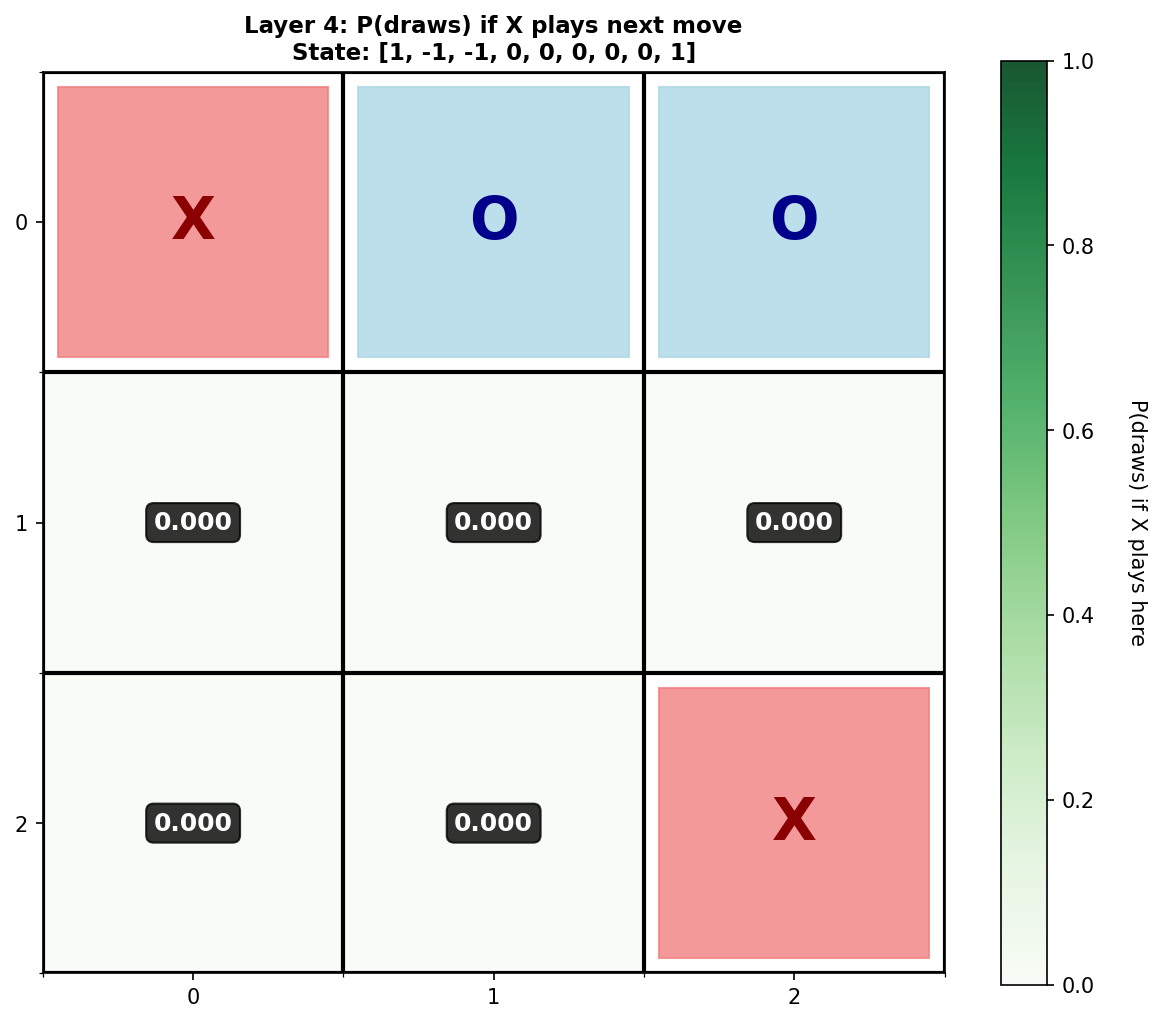 Layer 4: P(draws) if X plays next move
State: [1, -1, -1, 0, 0, 0, 0, 0, 1]
X
O
O
0
0.000
0.000
0.000
1
0.000
0.000
X
2
0
1
2
1.0
0.8
0.6
0.4
0.2
0.0
P(draws) if X plays here